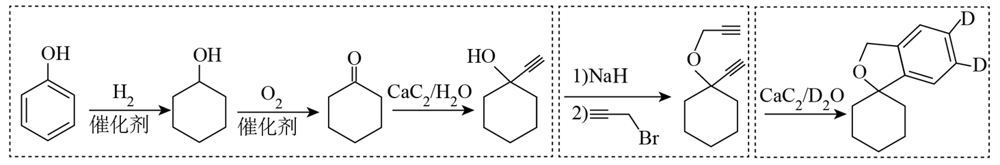 OH
H₂
催化剂
OH
O₂
催化剂
O
CaC₂/H₂O
HO
1)NaH
2)
Br
O
CaC₂/D₂O
O
D
D